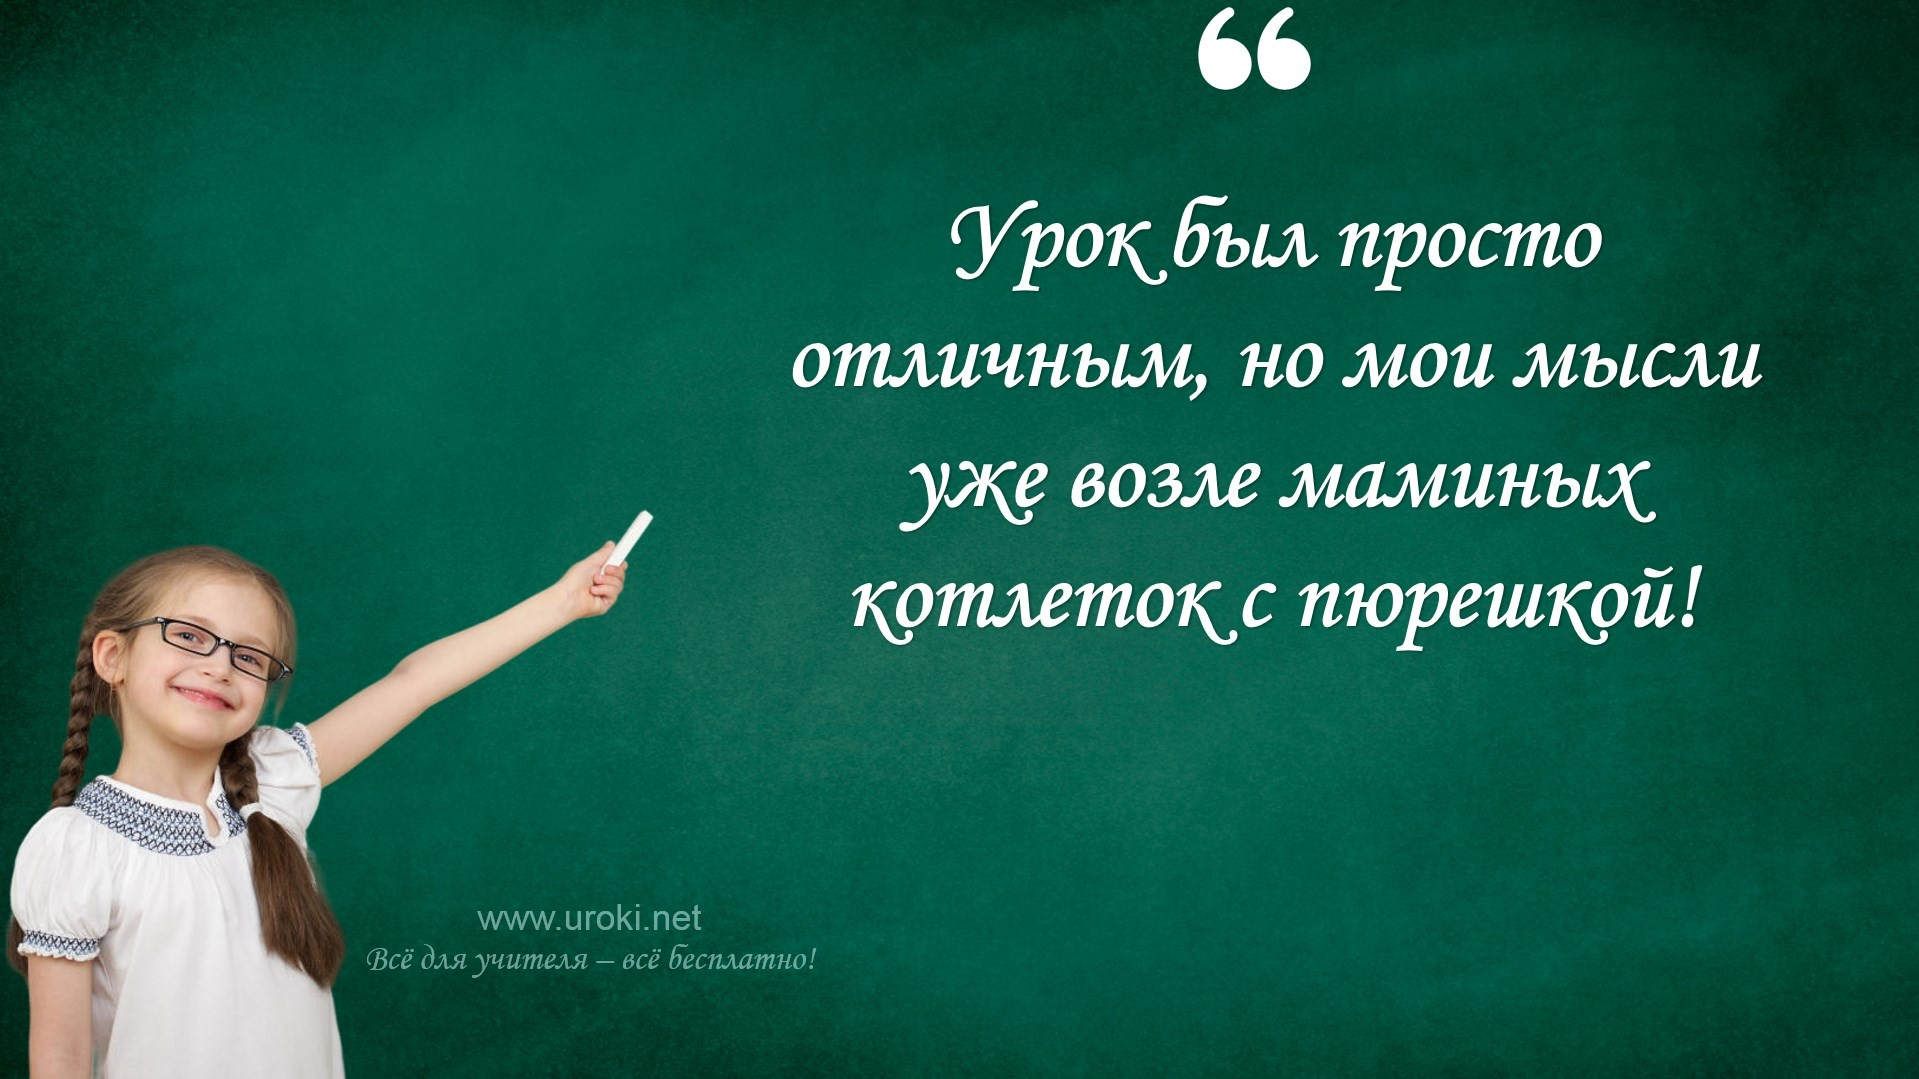 “
Урок был просто
отличным, но мои мысли
уже возле маминых
котлеток с пюрешкой!
www.uroki.net
Всё для учителя – всё бесплатно!